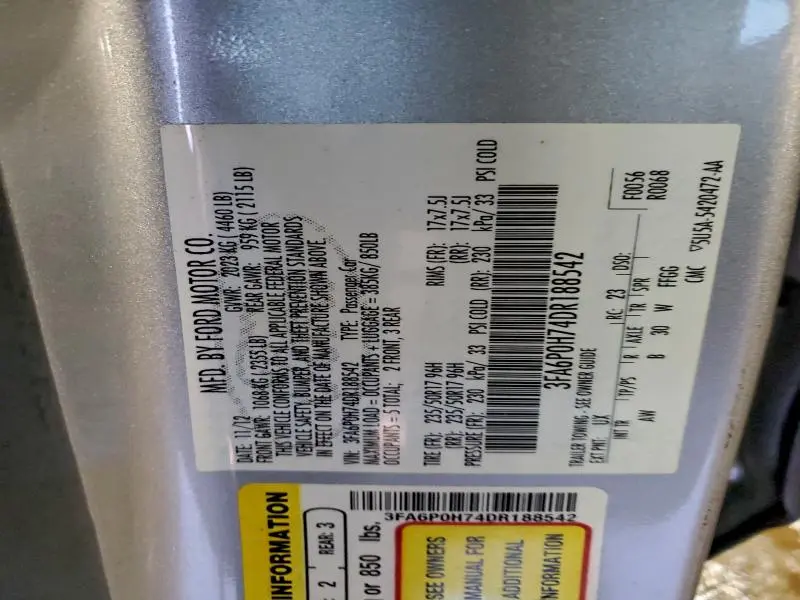 MFD. BY FORD MOTOR CO.
DATE: 11/12 GVWR: 2023 KG ( 4460 LB)
FRONT GAWR: 1068 KG ( 2355 LB) REAR GAWR: 959 KG ( 2115 LB)
THIS VEHICLE CONFORMS TO ALL APPLICABLE FEDERAL MOTOR
VEHICLE SAFETY, BUMPER, AND THEFT PREVENTION STANDARDS
IN EFFECT ON THE DATE OF MANUFACTURE SHOWN ABOVE.
VIN: 3FA6P0H74DR188542 TYPE: Passenger Car
MAXIMUM LOAD = OCCUPANTS + LUGGAGE = 385KG/ 850LB
OCCUPANTS = 5 TOTAL: 2 FRONT, 3 REAR
TIRE (FR): 235/50R17 96H RIMS (FR): 17x7.5J
(RR): 235/50R17 96H (RR): 17x7.5J
PRESSURE (FR): 230 kPa/ 33 PSI COLD (RR): 230 kPa/ 33 PSI COLD
3FA6P0H74DR188542
TRAILER TOWING - SEE OWNER GUIDE
EXT PNT: UX RC: 23 DSO: F0056
R0068
INT TR TP/PS R AXLE TR SPR
AW B 30 W FFGG
CMC 5U5A-5420472-AA
3FA6P0H74DR188542
INFORMATION
2 REAR: 3
or 850 lbs.
SEE OWNERS
MANUAL FOR
ADDITIONAL
INFORMATION